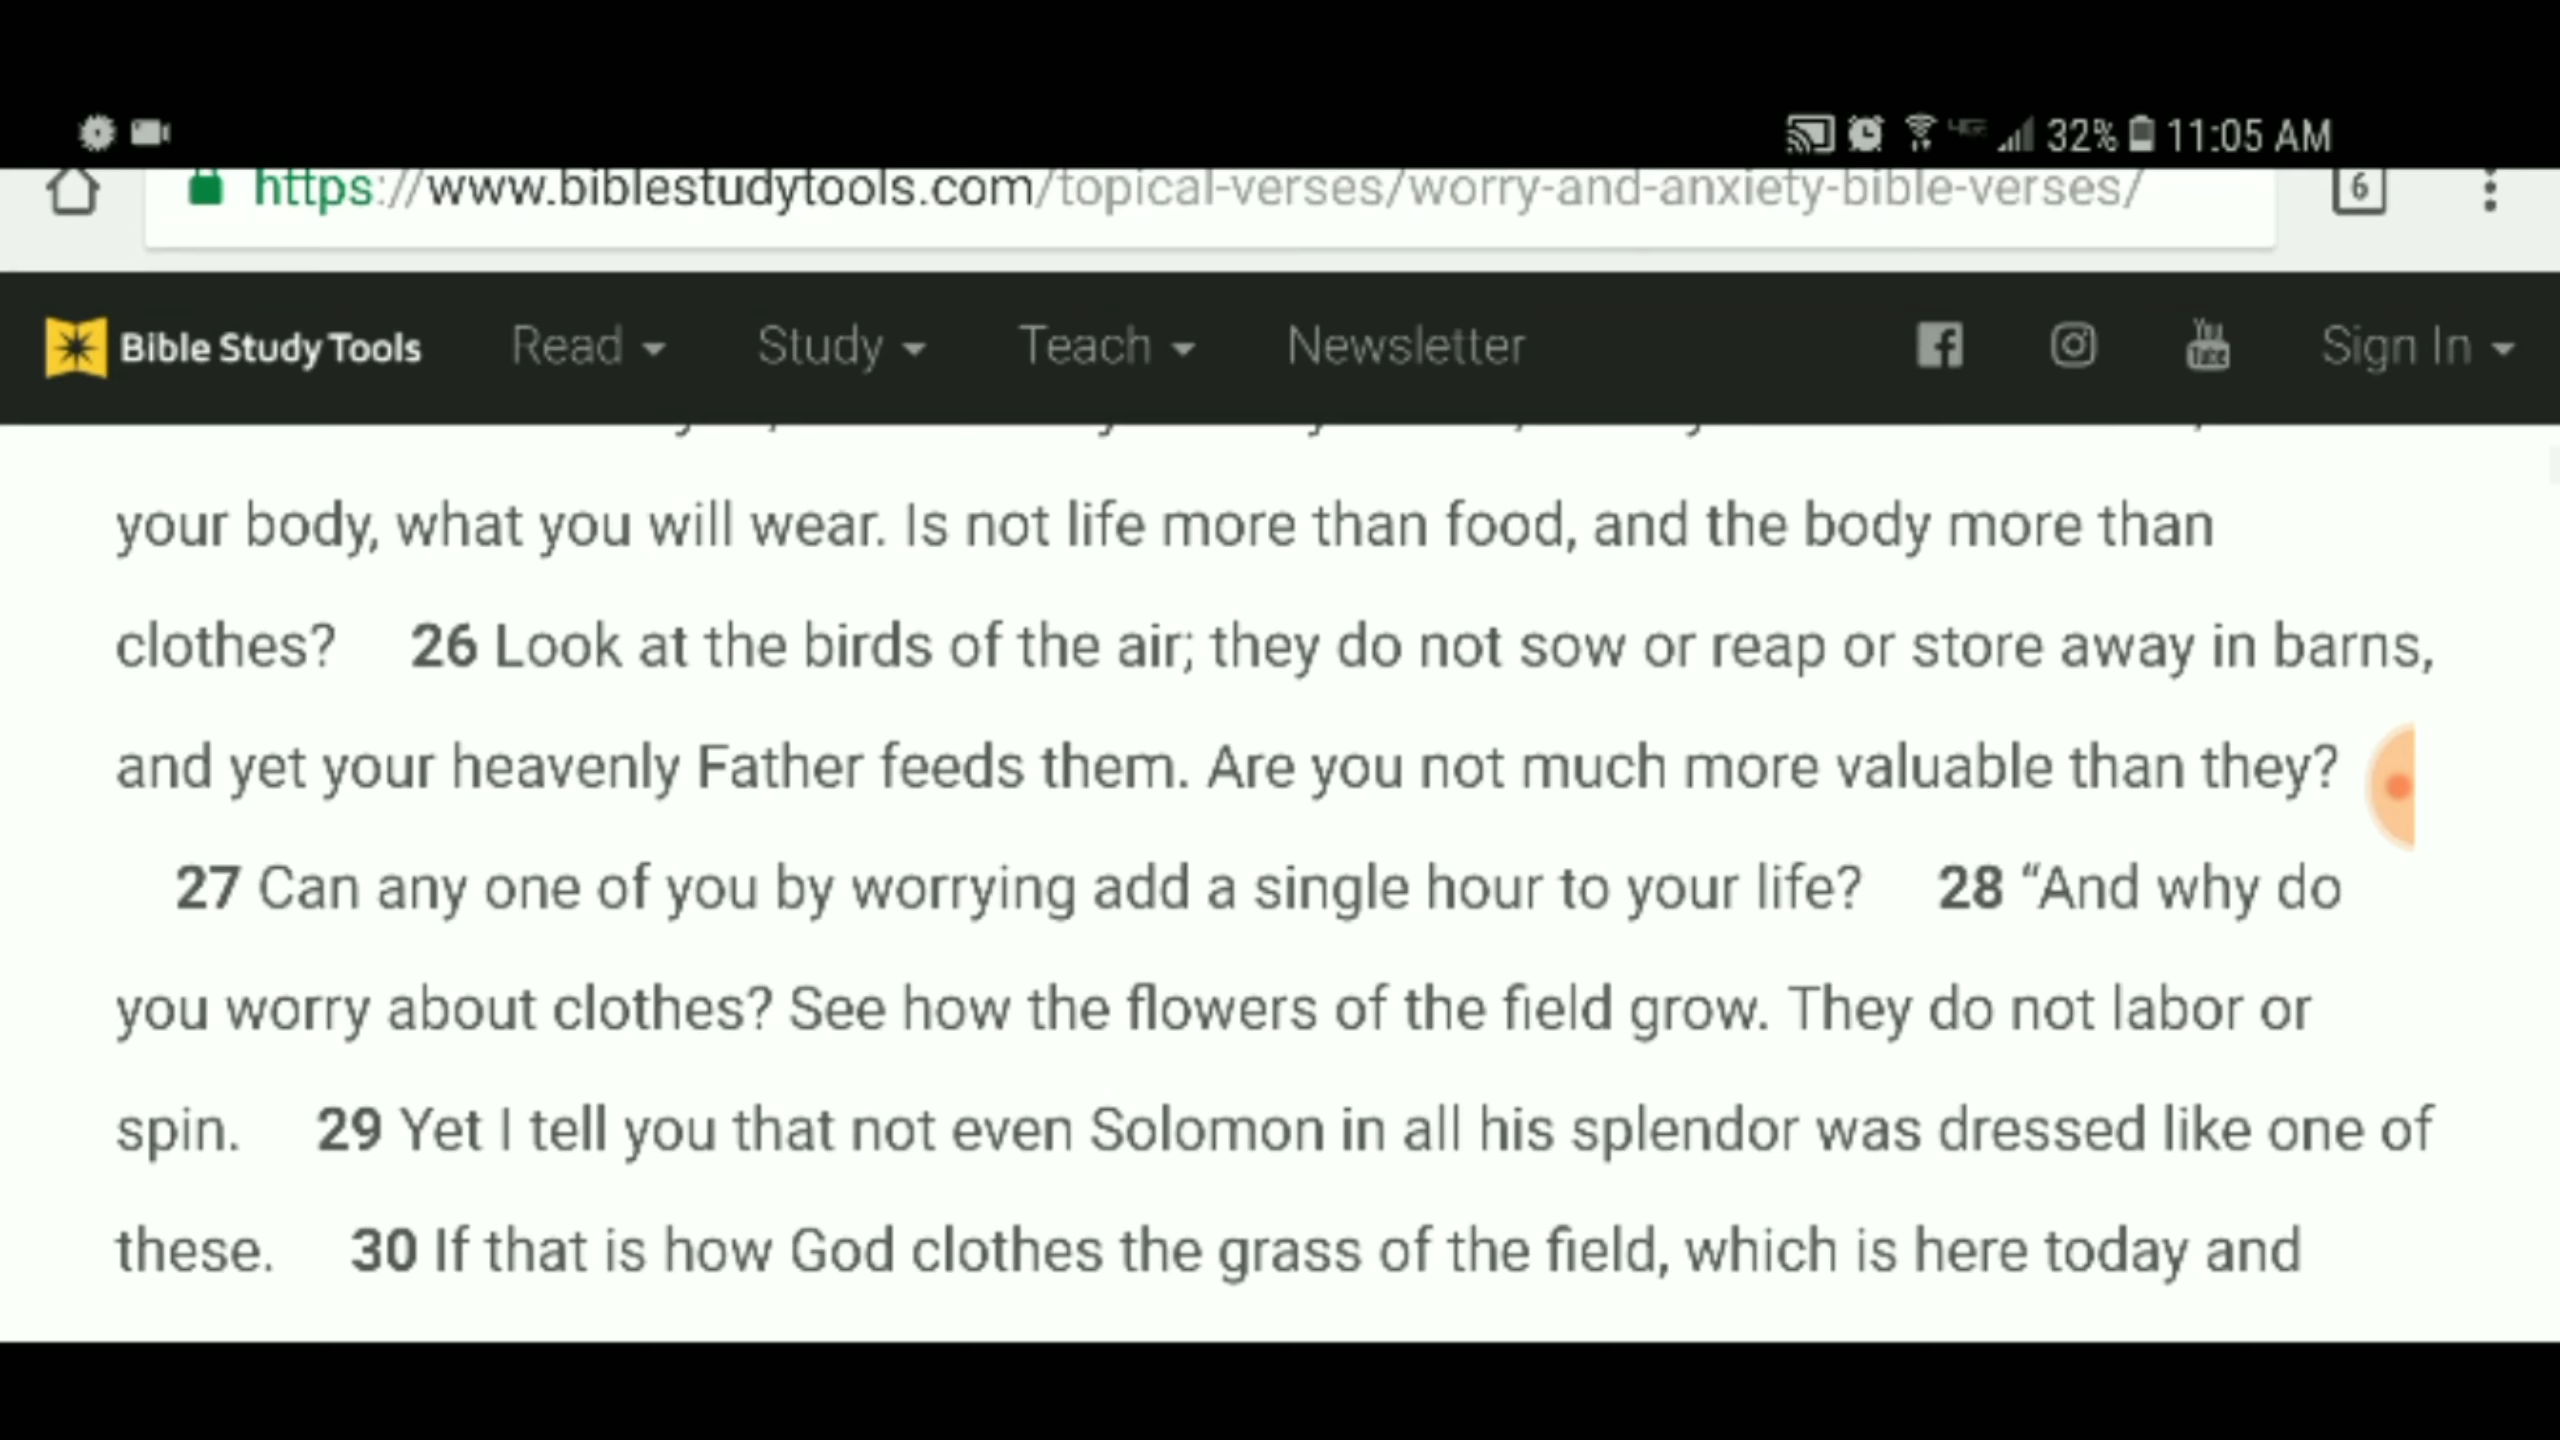 32% 11:05 AM
https://www.biblestudytools.com/topical-verses/worry-and-anxiety-bible-verses/ 6
Bible Study Tools Read Study Teach Newsletter You Tube Sign In
your body, what you will wear. Is not life more than food, and the body more than
clothes? 26 Look at the birds of the air; they do not sow or reap or store away in barns,
and yet your heavenly Father feeds them. Are you not much more valuable than they?
27 Can any one of you by worrying add a single hour to your life? 28 “And why do
you worry about clothes? See how the flowers of the field grow. They do not labor or
spin. 29 Yet I tell you that not even Solomon in all his splendor was dressed like one of
these. 30 If that is how God clothes the grass of the field, which is here today and